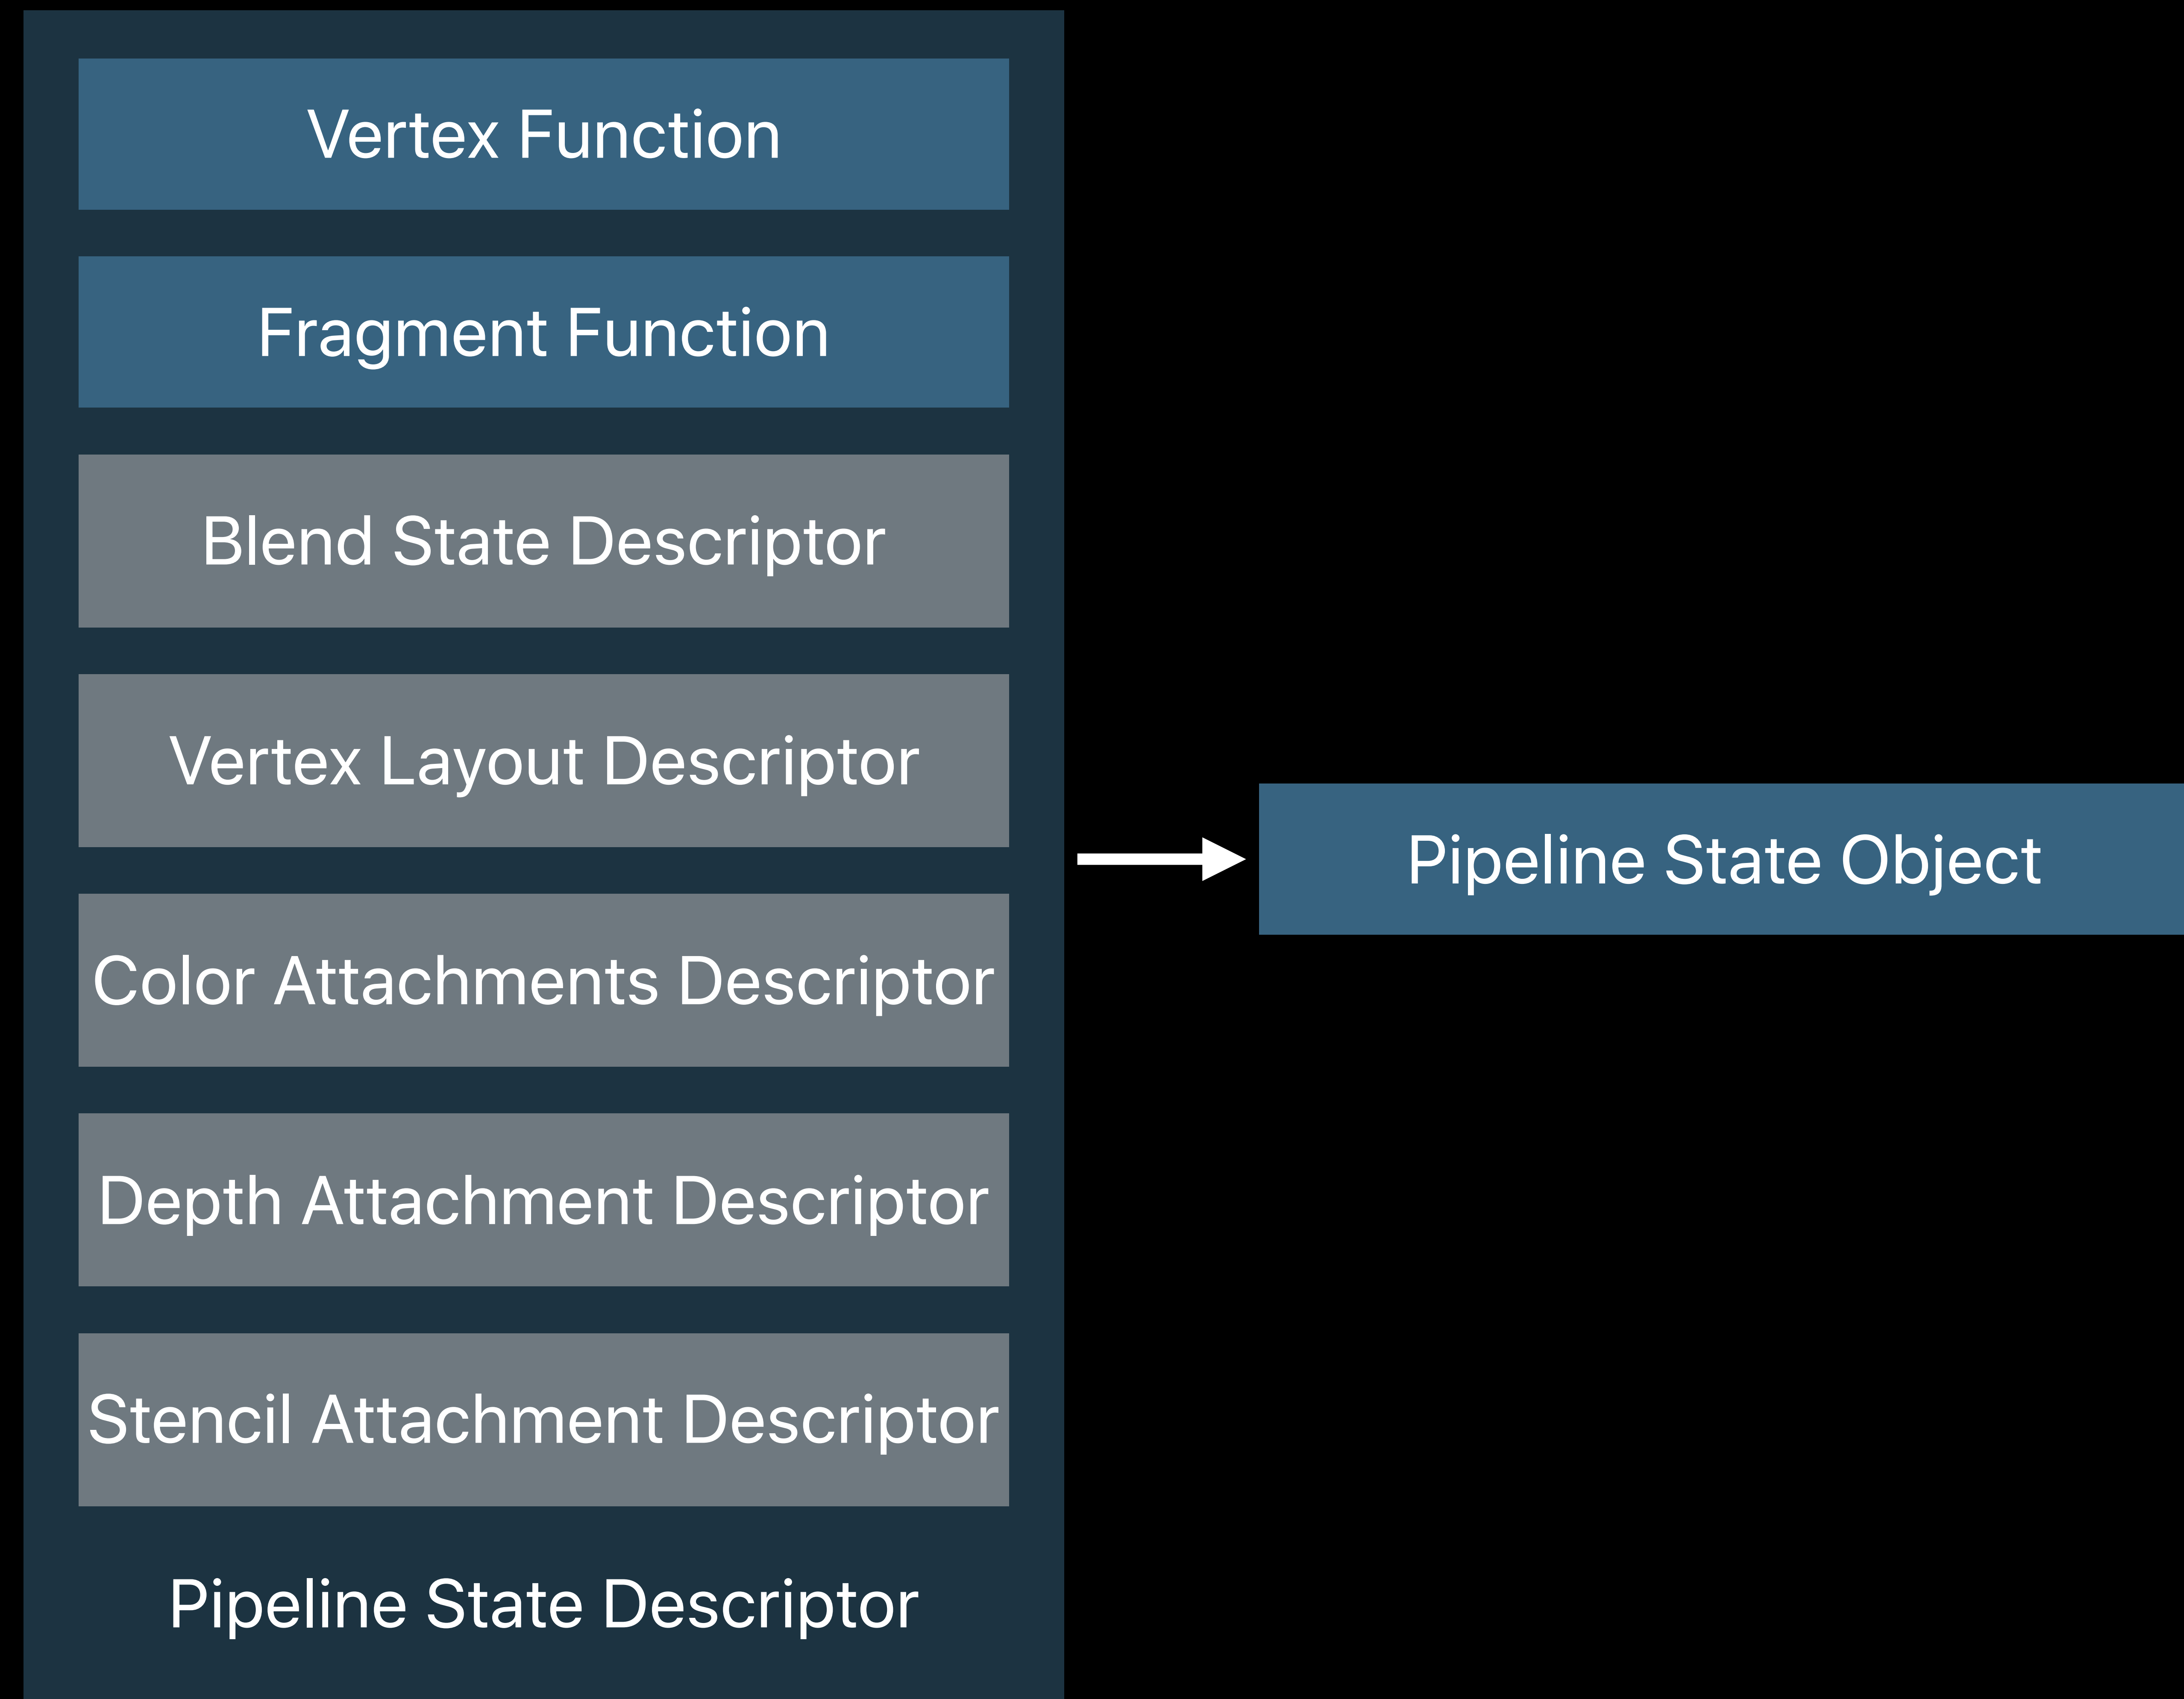 Vertex Function
Fragment Function
Blend State Descriptor
Vertex Layout Descriptor
Color Attachments Descriptor
Depth Attachment Descriptor
Stencil Attachment Descriptor
Pipeline State Descriptor
Pipeline State Object